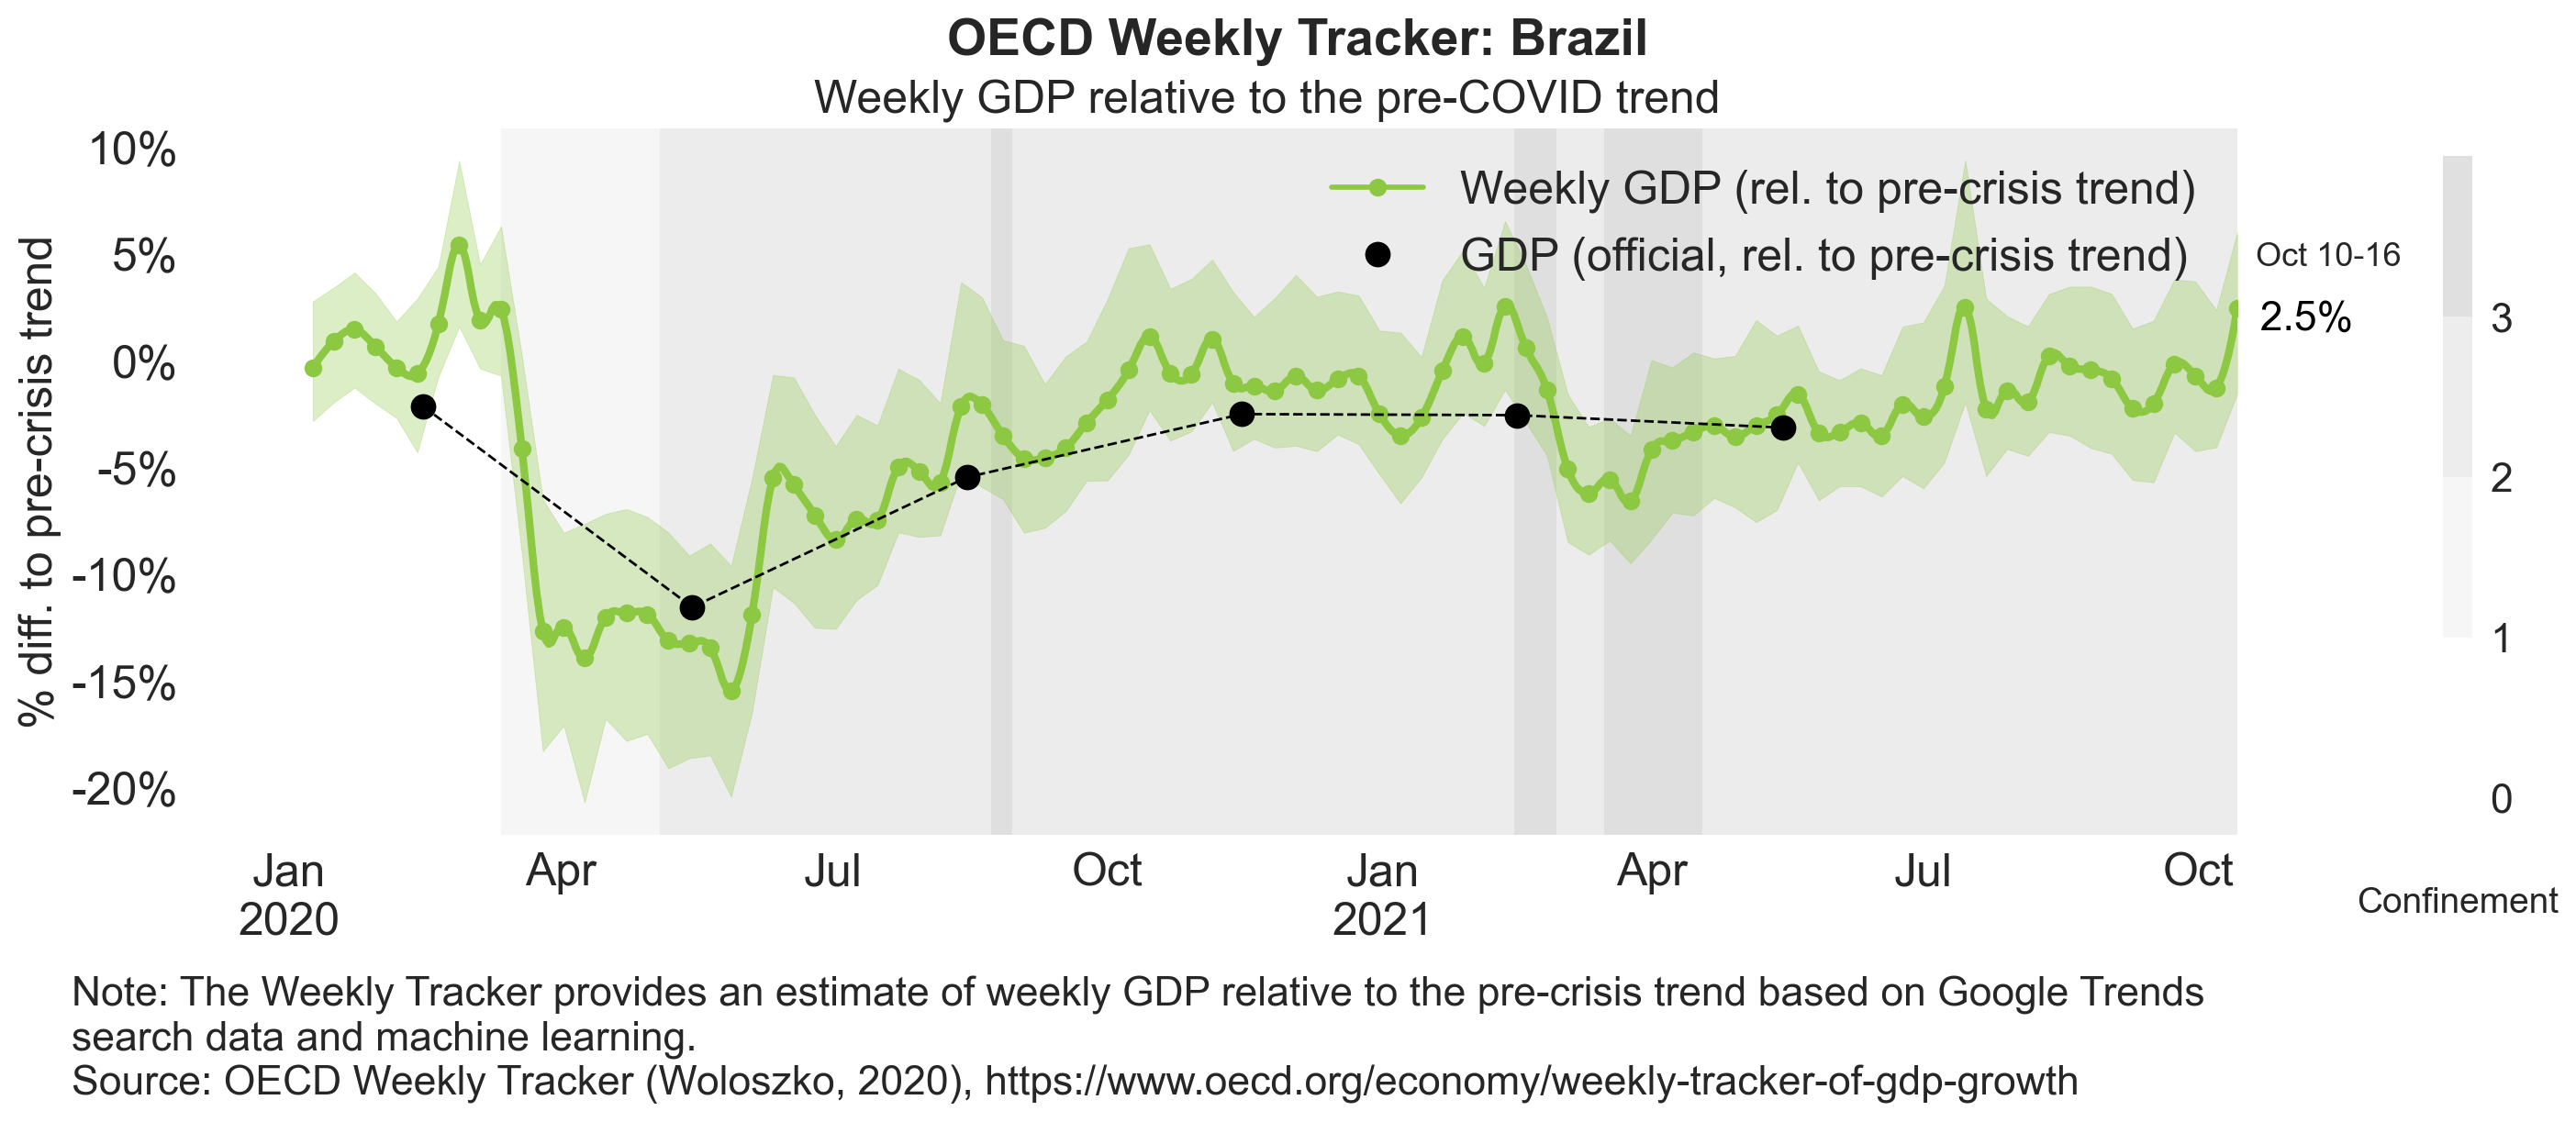 OECD Weekly Tracker: Brazil
Weekly GDP relative to the pre-COVID trend
% diff. to pre-crisis trend
10%
5%
0%
-5%
-10%
-15%
-20%
Weekly GDP (rel. to pre-crisis trend)
GDP (official, rel. to pre-crisis trend)
Oct 10-16
2.5%
3
2
1
0
Confinement
Jan Apr Jul Oct Jan Apr Jul Oct
2020 2021
Note: The Weekly Tracker provides an estimate of weekly GDP relative to the pre-crisis trend based on Google Trends
search data and machine learning.
Source: OECD Weekly Tracker (Woloszko, 2020), https://www.oecd.org/economy/weekly-tracker-of-gdp-growth